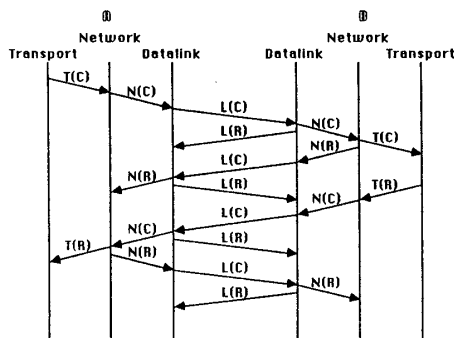 Network Network
Transport Datalink Datalink Transport
T(C)
N(C)
L(C)
N(C)
T(C)
L(R)
N(R)
L(C)
N(R)
L(R)
T(R)
N(C)
L(C)
N(C)
T(R)
L(R)
N(R)
L(C)
N(R)
L(R)